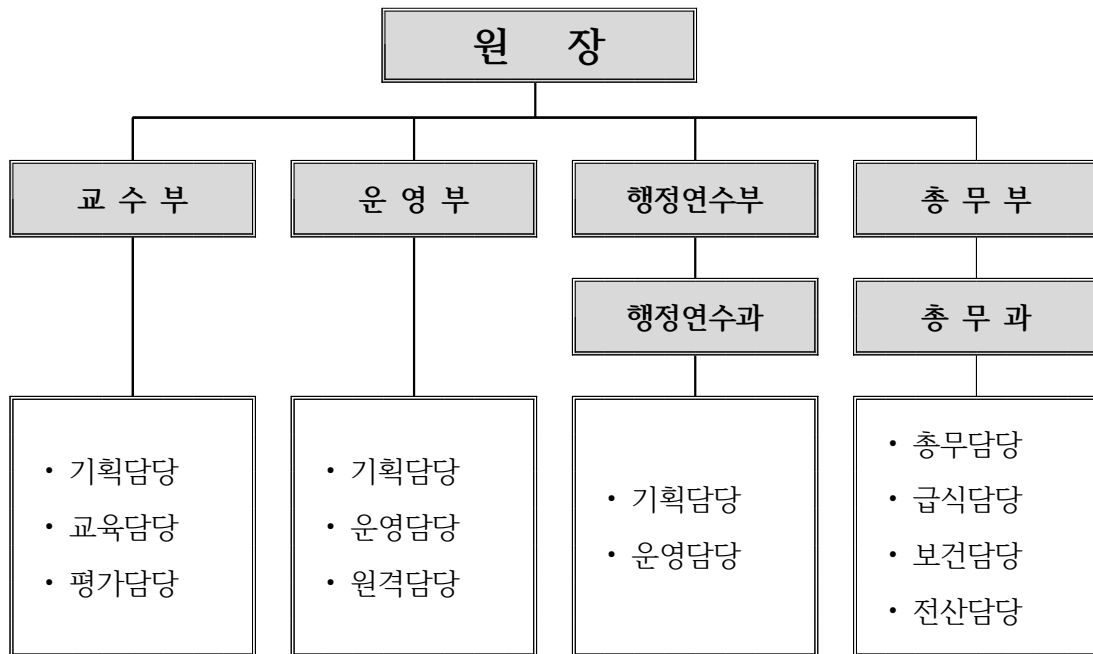 원 장
교 수 부
운 영 부
행정연수부
총 무 부
행정연수과
총 무 과
• 기획담당
• 교육담당
• 평가담당
• 기획담당
• 운영담당
• 원격담당
• 기획담당
• 운영담당
• 총무담당
• 급식담당
• 보건담당
• 전산담당